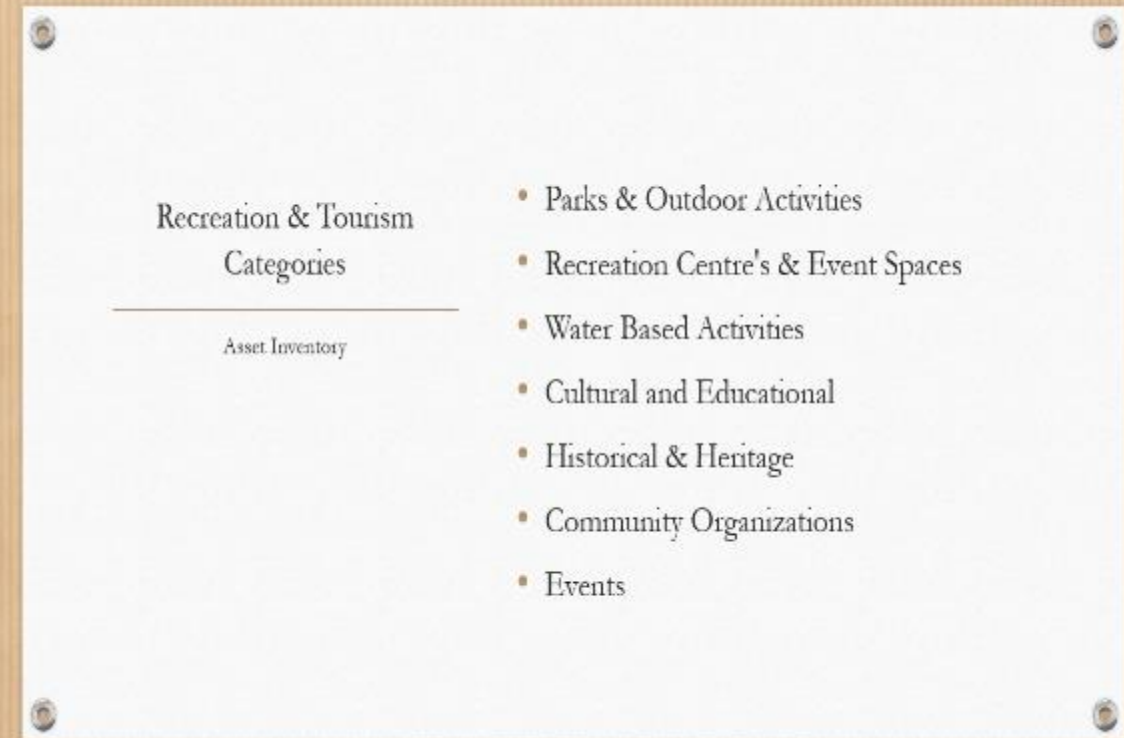 Recreation & Tourism
Categories
Asset Inventory
Parks & Outdoor Activities
Recreation Centre's & Event Spaces
Water Based Activities
Cultural and Educational
Historical & Heritage
Community Organizations
Events